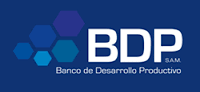 BDP
S.A.M.
Banco de Desarrollo Productivo